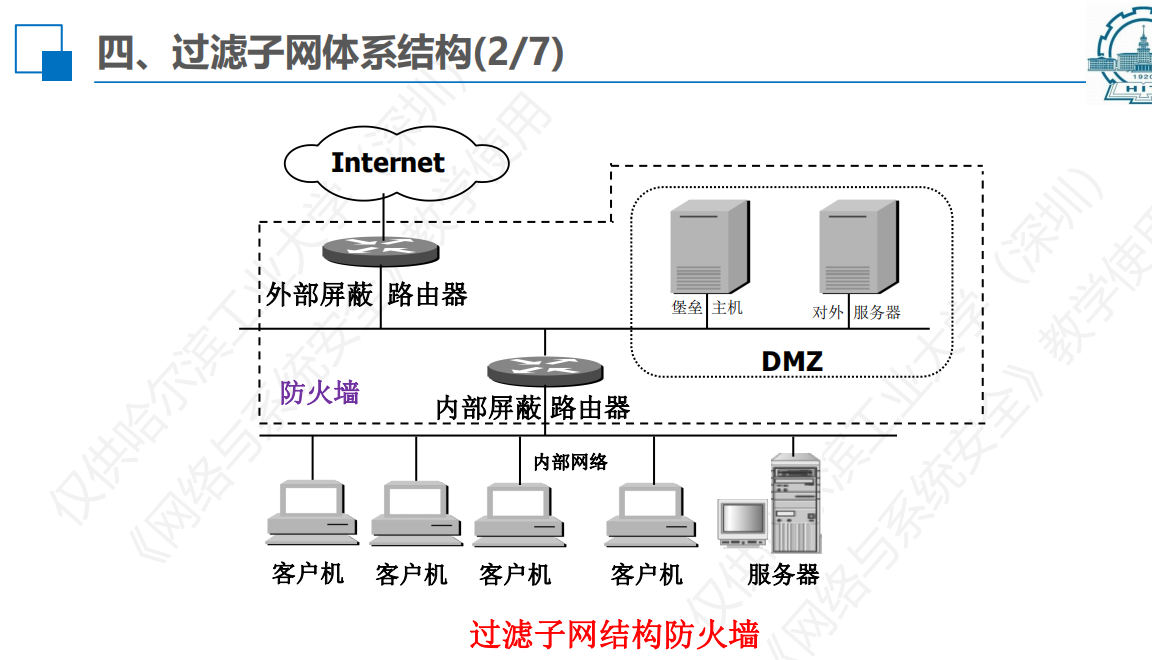 四、过滤子网体系结构(2/7)
1920
HIT
Internet
外部屏蔽 路由器
堡垒 主机
对外 服务器
DMZ
防火墙
内部屏蔽 路由器
内部网络
客户机 客户机 客户机 客户机 服务器
过滤子网结构防火墙
仅供哈尔滨工业大学(深圳)
《网络与系统安全》教学使用
仅供哈尔滨工业大学(深圳)
《网络与系统安全》教学使用